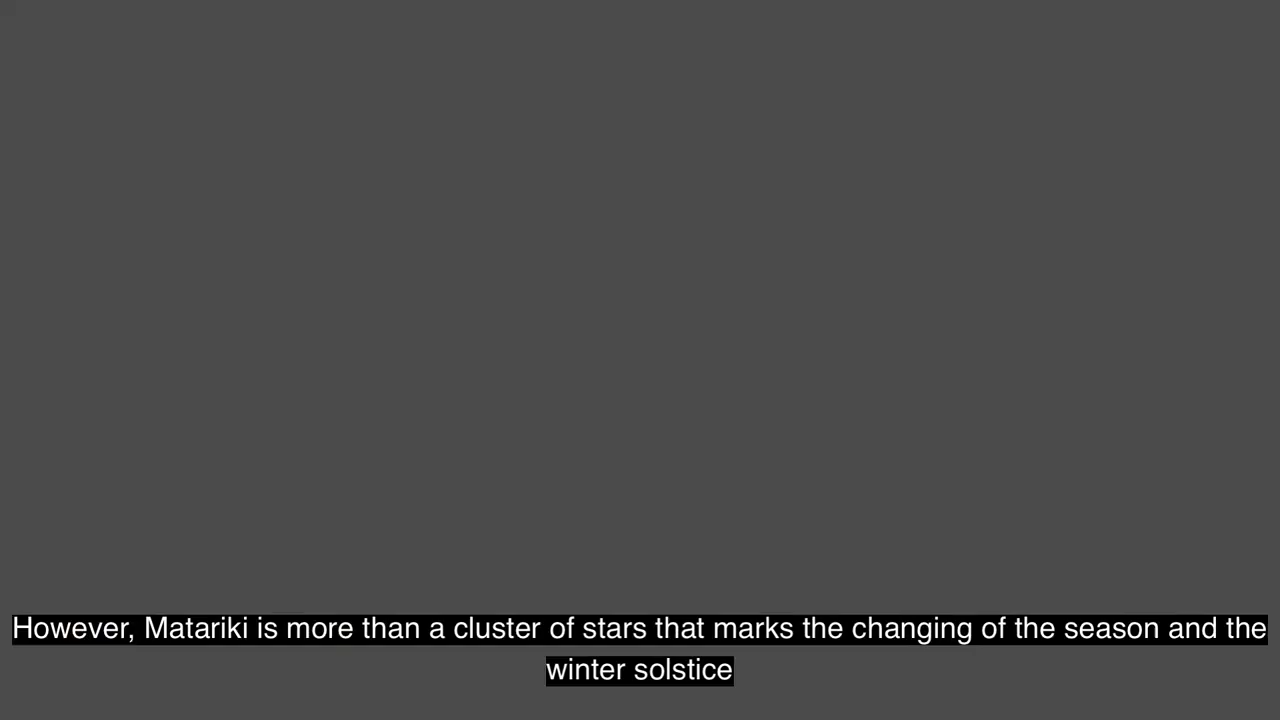 However, Matariki is more than a cluster of stars that marks the changing of the season and the
winter solstice